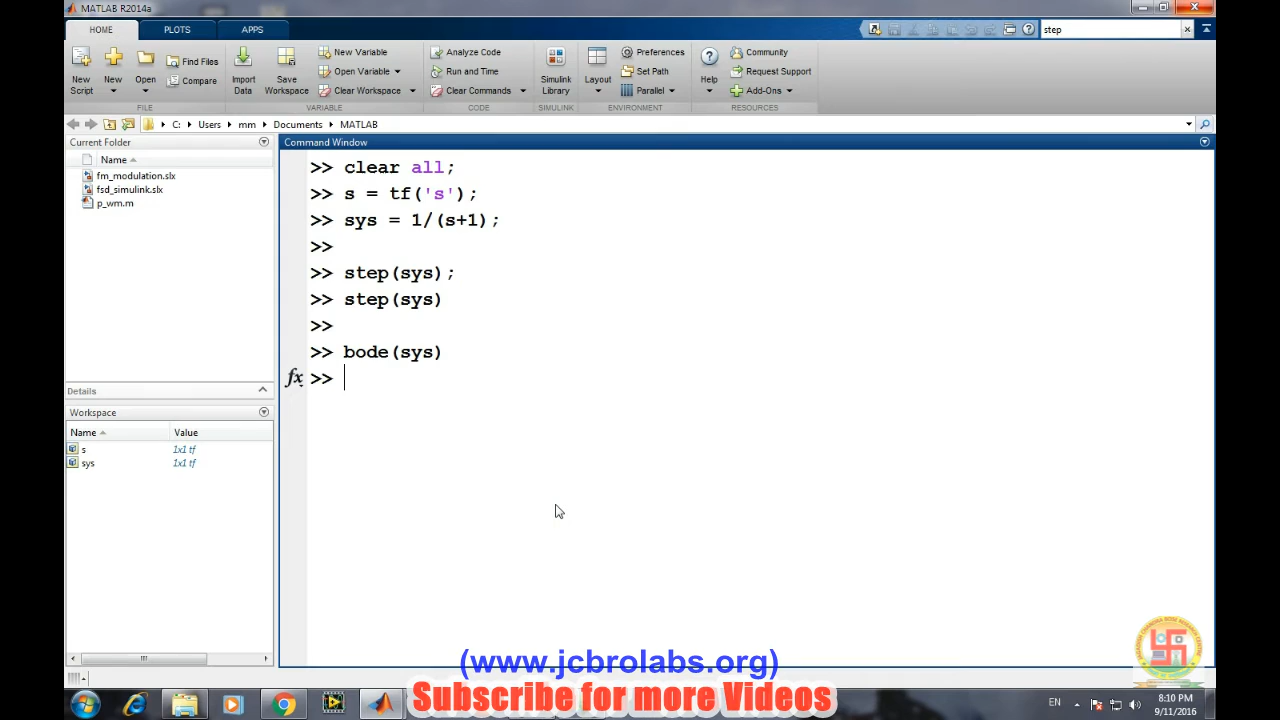 MATLAB R2014a
HOME PLOTS APPS
step
New Script
New
Open
Find Files
Compare
FILE
Import Data
Save Workspace
New Variable
Open Variable
Clear Workspace
VARIABLE
Analyze Code
Run and Time
Clear Commands
CODE
Simulink Library
SIMULINK
Layout
Preferences
Set Path
Parallel
ENVIRONMENT
Help
Community
Request Support
Add-Ons
RESOURCES
C: Users mm Documents MATLAB
Current Folder
Name
fm_modulation.slx
fsd_simulink.slx
p_wm.m
Details
Workspace
Name Value
s 1x1 tf
sys 1x1 tf
Command Window
>> clear all;
>> s = tf('s');
>> sys = 1/(s+1);
>>
>> step(sys);
>> step(sys)
>>
>> bode(sys)
fx >>
(www.jcbrolabs.org)
Subscribe for more Videos
EN
8:10 PM
9/11/2016